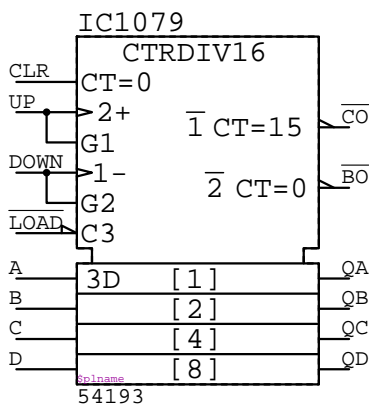 IC1079
CTRDIV16
CLR CT=0
UP 2+
1 CT=15 CO
G1
DOWN 1-
2 CT=0 BO
G2
LOAD C3
A 3D [1] QA
B [2] QB
C [4] QC
D [8] QD
$plname
54193